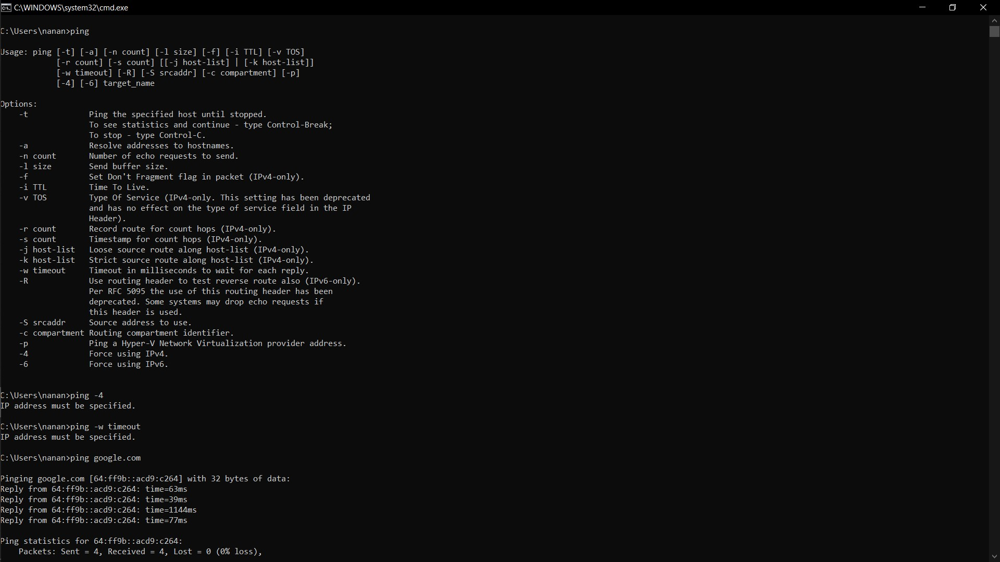 C:\WINDOWS\system32\cmd.exe
C:\Users\nanan>ping
Usage: ping [-t] [-a] [-n count] [-l size] [-f] [-i TTL] [-v TOS]
            [-r count] [-s count] [[-j host-list] | [-k host-list]]
            [-w timeout] [-R] [-S srcaddr] [-c compartment] [-p]
            [-4] [-6] target_name
Options:
    -t             Ping the specified host until stopped.
                   To see statistics and continue - type Control-Break;
                   To stop - type Control-C.
    -a             Resolve addresses to hostnames.
    -n count       Number of echo requests to send.
    -l size        Send buffer size.
    -f             Set Don't Fragment flag in packet (IPv4-only).
    -i TTL         Time To Live.
    -v TOS         Type Of Service (IPv4-only. This setting has been deprecated
                   and has no effect on the type of service field in the IP
                   Header).
    -r count       Record route for count hops (IPv4-only).
    -s count       Timestamp for count hops (IPv4-only).
    -j host-list   Loose source route along host-list (IPv4-only).
    -k host-list   Strict source route along host-list (IPv4-only).
    -w timeout     Timeout in milliseconds to wait for each reply.
    -R             Use routing header to test reverse route also (IPv6-only).
                   Per RFC 5095 the use of this routing header has been
                   deprecated. Some systems may drop echo requests if
                   this header is used.
    -S srcaddr     Source address to use.
    -c compartment Routing compartment identifier.
    -p             Ping a Hyper-V Network Virtualization provider address.
    -4             Force using IPv4.
    -6             Force using IPv6.
C:\Users\nanan>ping -4
IP address must be specified.
C:\Users\nanan>ping -w timeout
IP address must be specified.
C:\Users\nanan>ping google.com
Pinging google.com [64:ff9b::acd9:c264] with 32 bytes of data:
Reply from 64:ff9b::acd9:c264: time=63ms
Reply from 64:ff9b::acd9:c264: time=39ms
Reply from 64:ff9b::acd9:c264: time=1144ms
Reply from 64:ff9b::acd9:c264: time=77ms
Ping statistics for 64:ff9b::acd9:c264:
    Packets: Sent = 4, Received = 4, Lost = 0 (0% loss),